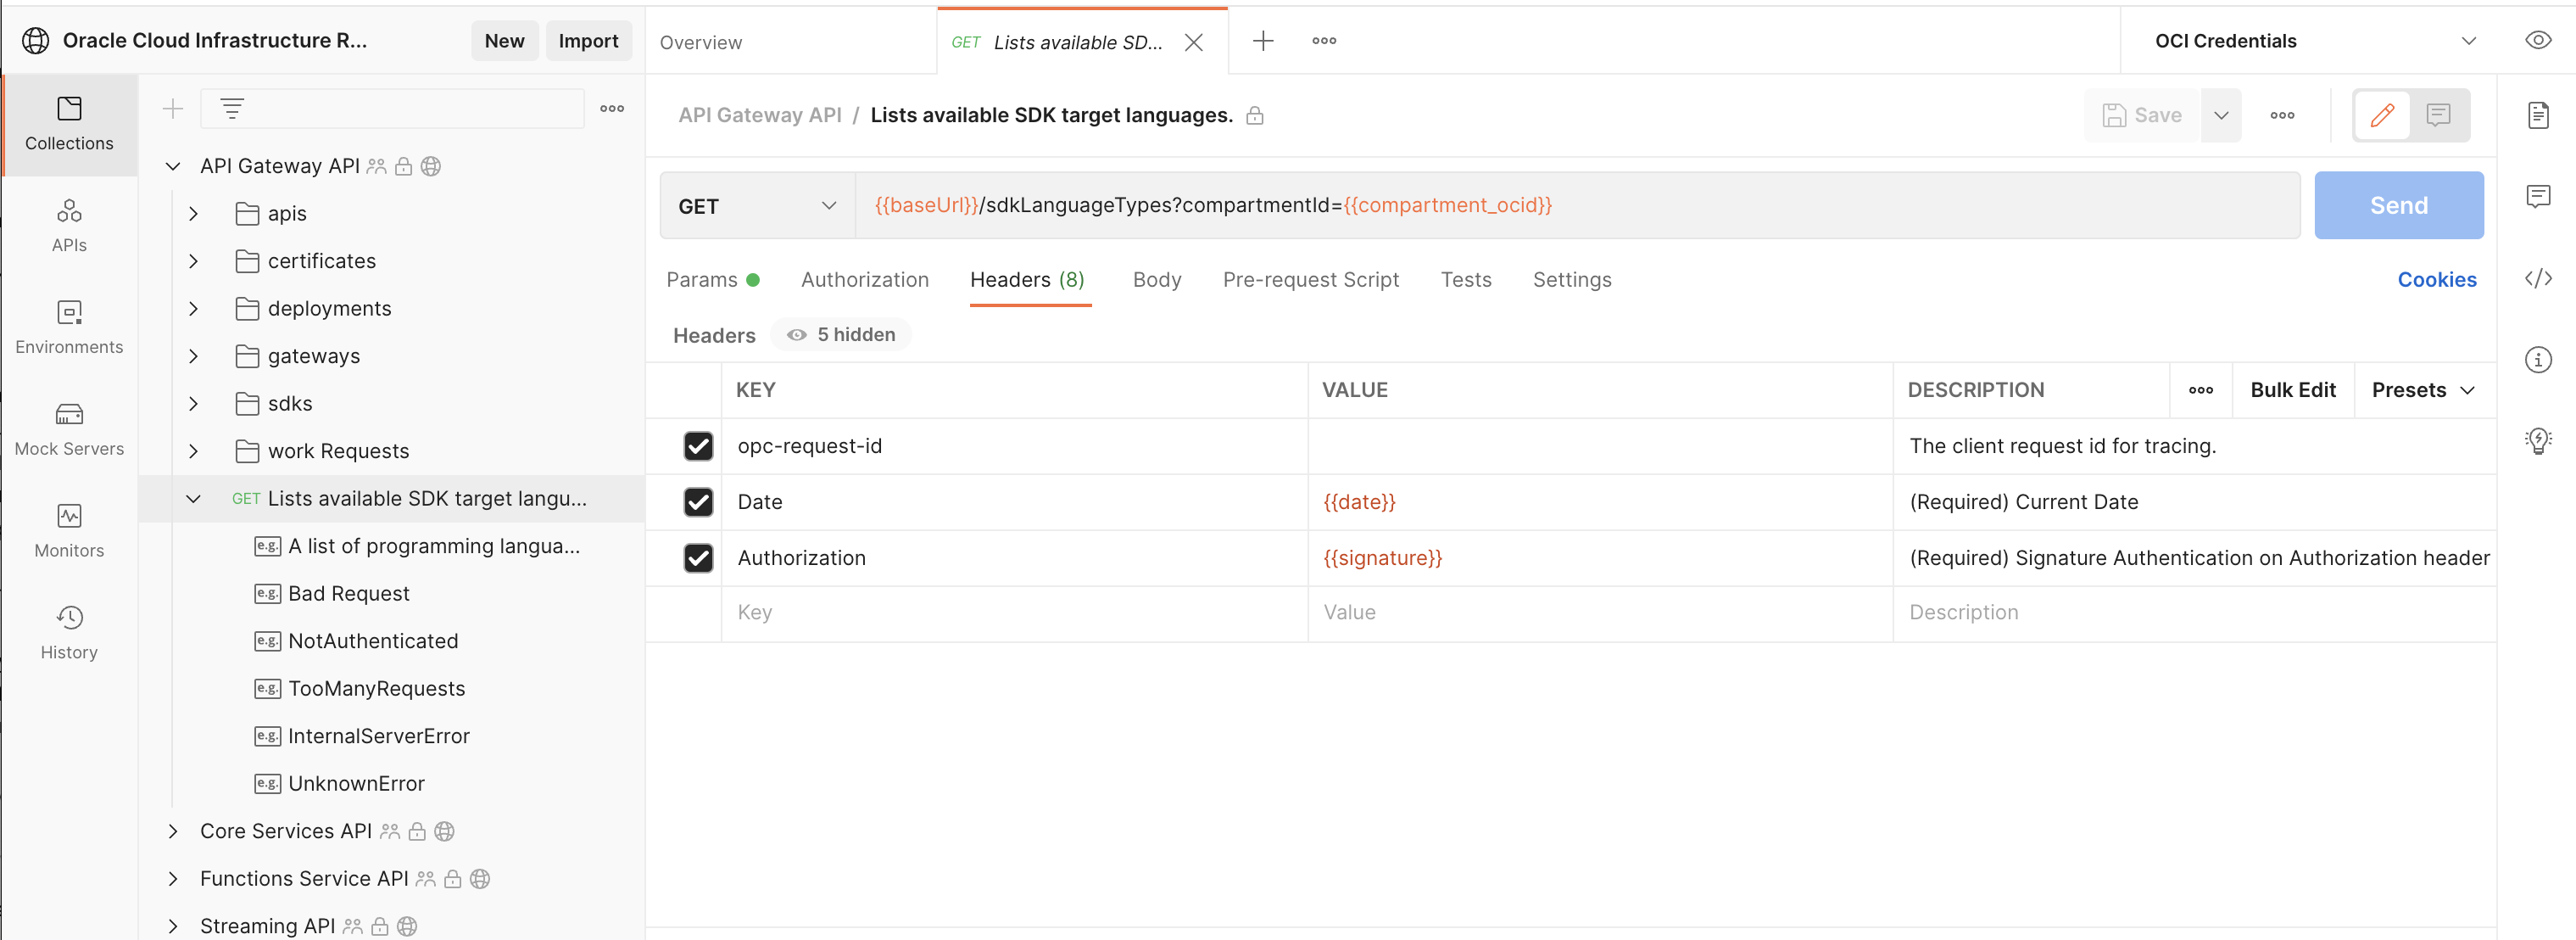 Oracle Cloud Infrastructure R...
New
Import
Overview
GET Lists available SD...
OCI Credentials
Collections
APIs
Environments
Mock Servers
Monitors
History
API Gateway API
apis
certificates
deployments
gateways
sdks
work Requests
GET Lists available SDK target langu...
e.g. A list of programming langua...
e.g. Bad Request
e.g. NotAuthenticated
e.g. TooManyRequests
e.g. InternalServerError
e.g. UnknownError
Core Services API
Functions Service API
Streaming API
API Gateway API / Lists available SDK target languages.
Save
GET
{{baseUrl}}/sdkLanguageTypes?compartmentId={{compartment_ocid}}
Send
Params
Authorization
Headers (8)
Body
Pre-request Script
Tests
Settings
Cookies
Headers
5 hidden
KEY
VALUE
DESCRIPTION
Bulk Edit
Presets
opc-request-id
The client request id for tracing.
Date
{{date}}
(Required) Current Date
Authorization
{{signature}}
(Required) Signature Authentication on Authorization header
Key
Value
Description